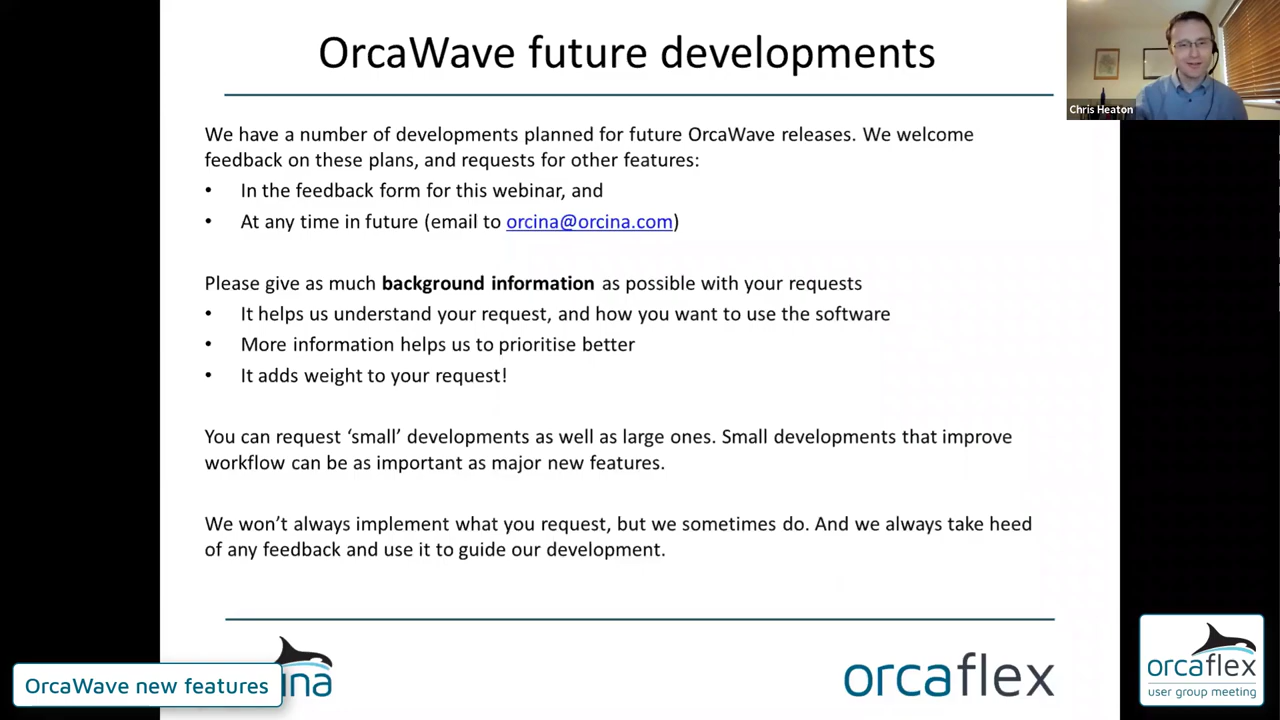 OrcaWave future developments
Chris Heaton
We have a number of developments planned for future OrcaWave releases. We welcome
feedback on these plans, and requests for other features:
• In the feedback form for this webinar, and
• At any time in future (email to orcina@orcina.com)
Please give as much background information as possible with your requests
• It helps us understand your request, and how you want to use the software
• More information helps us to prioritise better
• It adds weight to your request!
You can request ‘small’ developments as well as large ones. Small developments that improve
workflow can be as important as major new features.
We won’t always implement what you request, but we sometimes do. And we always take heed
of any feedback and use it to guide our development.
OrcaWave new features
na
orcaflex
orcaflex
user group meeting